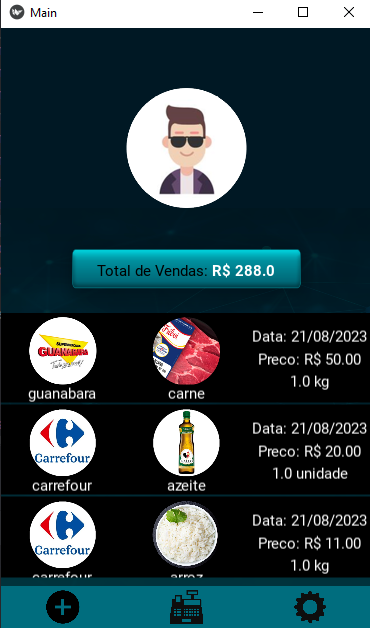 Main
Total de Vendas: R$ 288.0
SUPERMERCADOS
GUANABARA
guanabara
carne
Data: 21/08/2023
Preco: R$ 50.00
1.0 kg
Carrefour
carrefour
azeite
Data: 21/08/2023
Preco: R$ 20.00
1.0 unidade
Carrefour
carrefour
arroz
Data: 21/08/2023
Preco: R$ 11.00
1.0 kg